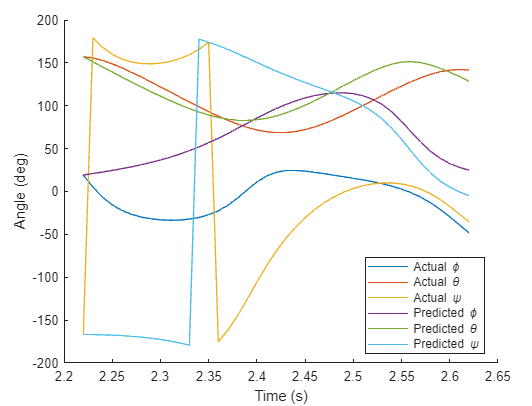 200
150
100
50
0
-50
-100
-150
-200
Angle (deg)
2.2 2.25 2.3 2.35 2.4 2.45 2.5 2.55 2.6 2.65
Time (s)
Actual ϕ
Actual θ
Actual ψ
Predicted ϕ
Predicted θ
Predicted ψ